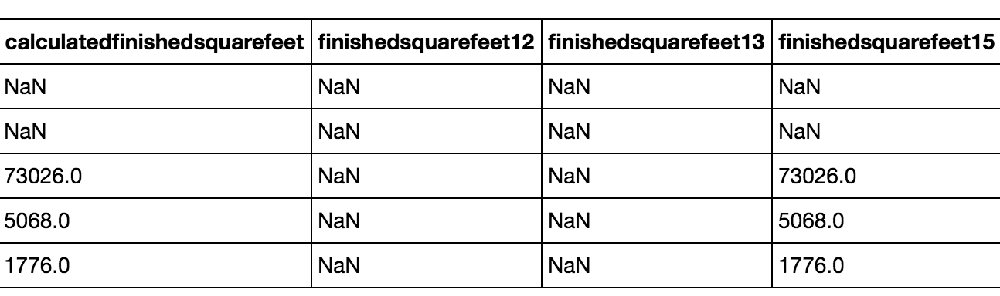 calculatedfinishedsquarefeet finishedsquarefeet12 finishedsquarefeet13 finishedsquarefeet15
NaN NaN NaN NaN
NaN NaN NaN NaN
73026.0 NaN NaN 73026.0
5068.0 NaN NaN 5068.0
1776.0 NaN NaN 1776.0